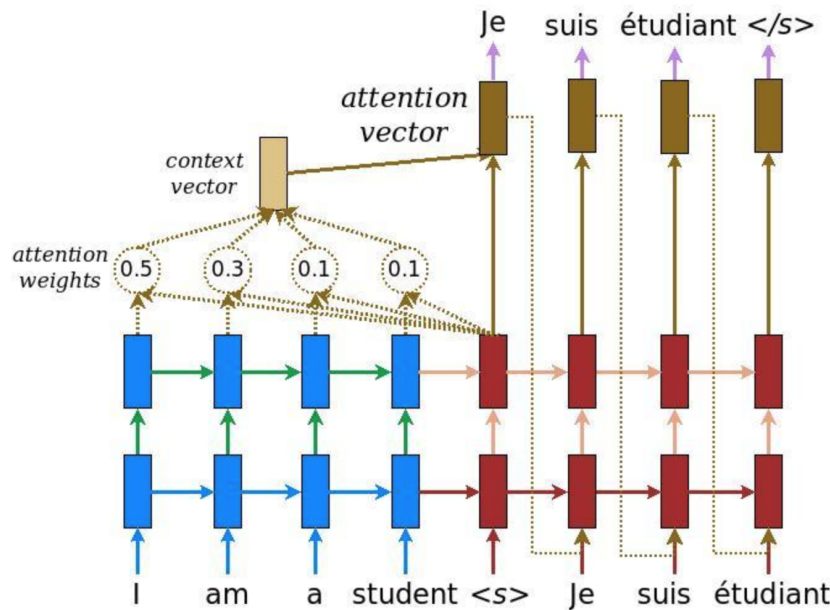 Je suis étudiant </s>
attention
vector
context
vector
attention
weights
0.5 0.3 0.1 0.1
I am a student <s> Je suis étudiant